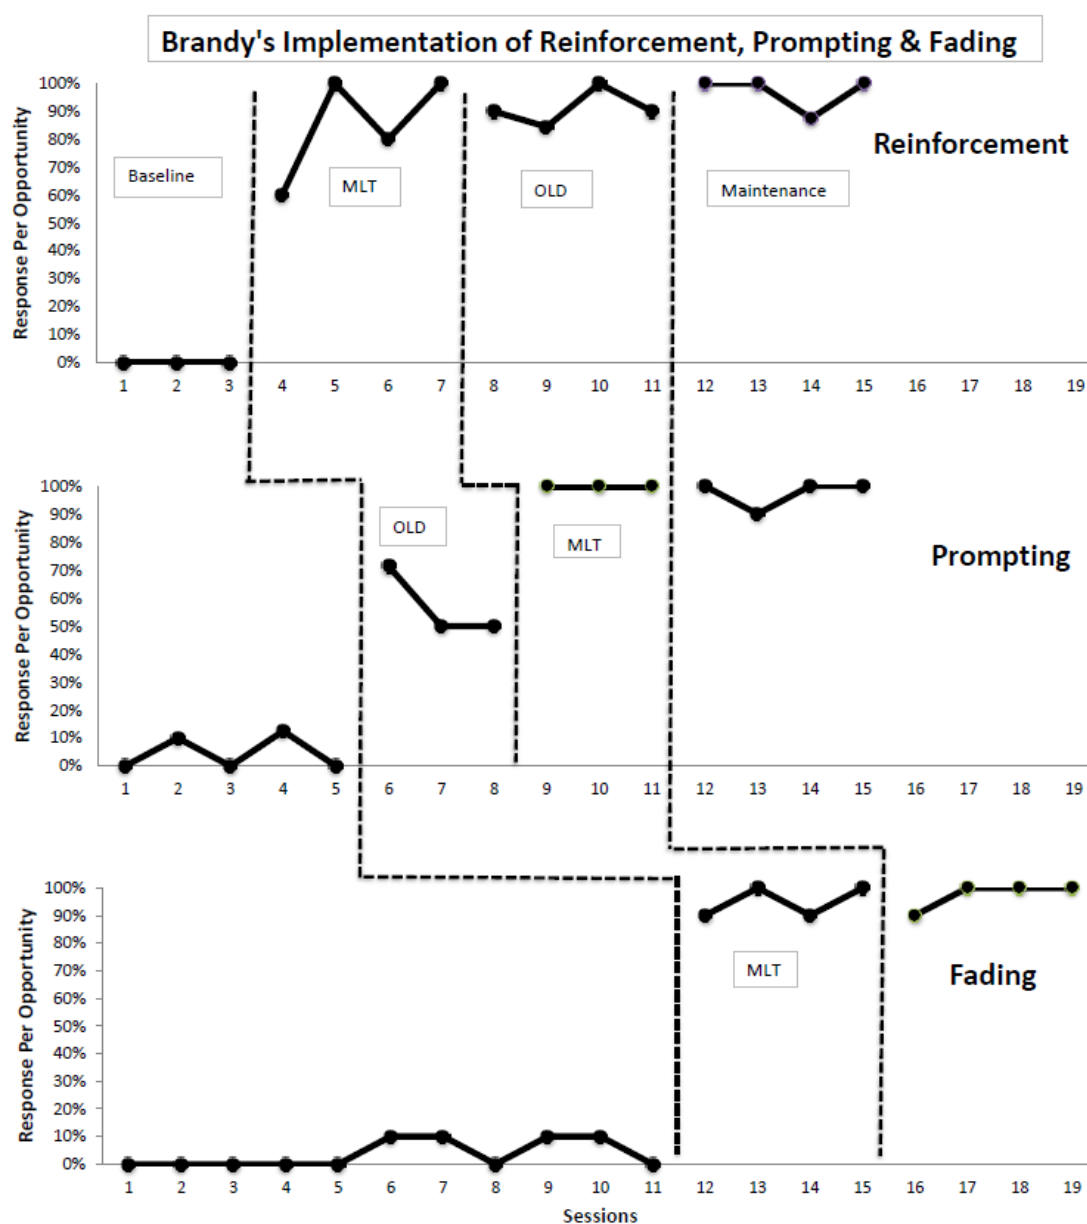 Brandy's Implementation of Reinforcement, Prompting & Fading
Response Per Opportunity
100%
90%
80%
70%
60%
50%
40%
30%
20%
10%
0%
Baseline
MLT
OLD
Maintenance
Reinforcement
1 2 3 4 5 6 7 8 9 10 11 12 13 14 15 16 17 18 19
Response Per Opportunity
100%
90%
80%
70%
60%
50%
40%
30%
20%
10%
0%
OLD
MLT
Prompting
1 2 3 4 5 6 7 8 9 10 11 12 13 14 15 16 17 18 19
Response Per Opportunity
100%
90%
80%
70%
60%
50%
40%
30%
20%
10%
0%
MLT
Fading
1 2 3 4 5 6 7 8 9 10 11 12 13 14 15 16 17 18 19
Sessions